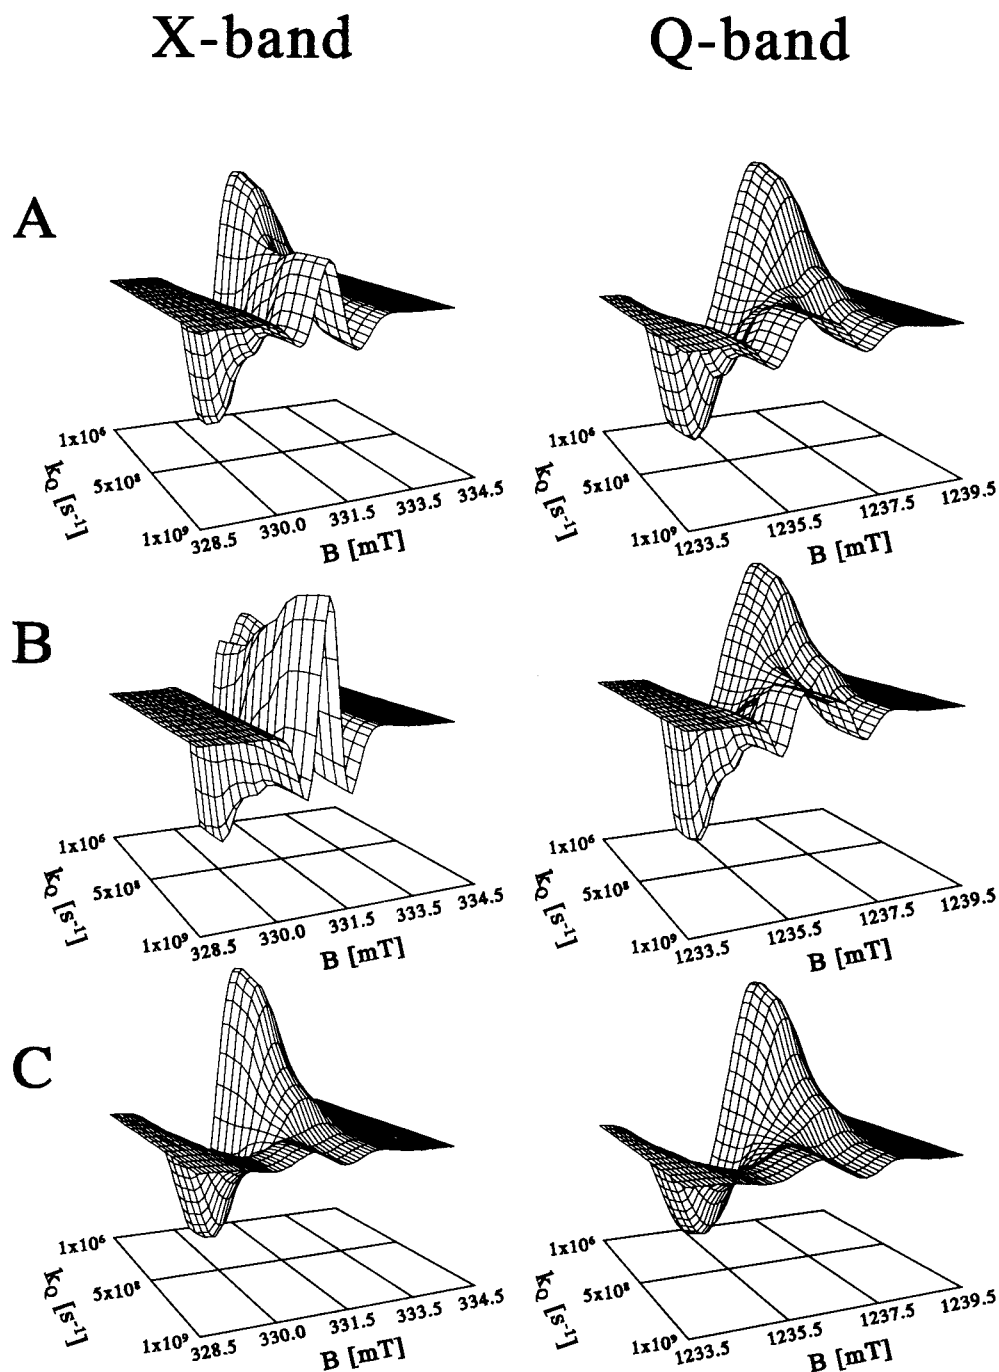 X-band
Q-band
A
1x10⁶
5x10⁸
1x10⁹
k_Q [s⁻¹]
328.5
330.0
331.5
333.5
334.5
B [mT]
1x10⁶
5x10⁸
1x10⁹
k_Q [s⁻¹]
1233.5
1235.5
1237.5
1239.5
B [mT]
B
1x10⁶
5x10⁸
1x10⁹
k_Q [s⁻¹]
328.5
330.0
331.5
333.5
334.5
B [mT]
1x10⁶
5x10⁸
1x10⁹
k_Q [s⁻¹]
1233.5
1235.5
1237.5
1239.5
B [mT]
C
1x10⁶
5x10⁸
1x10⁹
k_Q [s⁻¹]
328.5
330.0
331.5
333.5
334.5
B [mT]
1x10⁶
5x10⁸
1x10⁹
k_Q [s⁻¹]
1233.5
1235.5
1237.5
1239.5
B [mT]